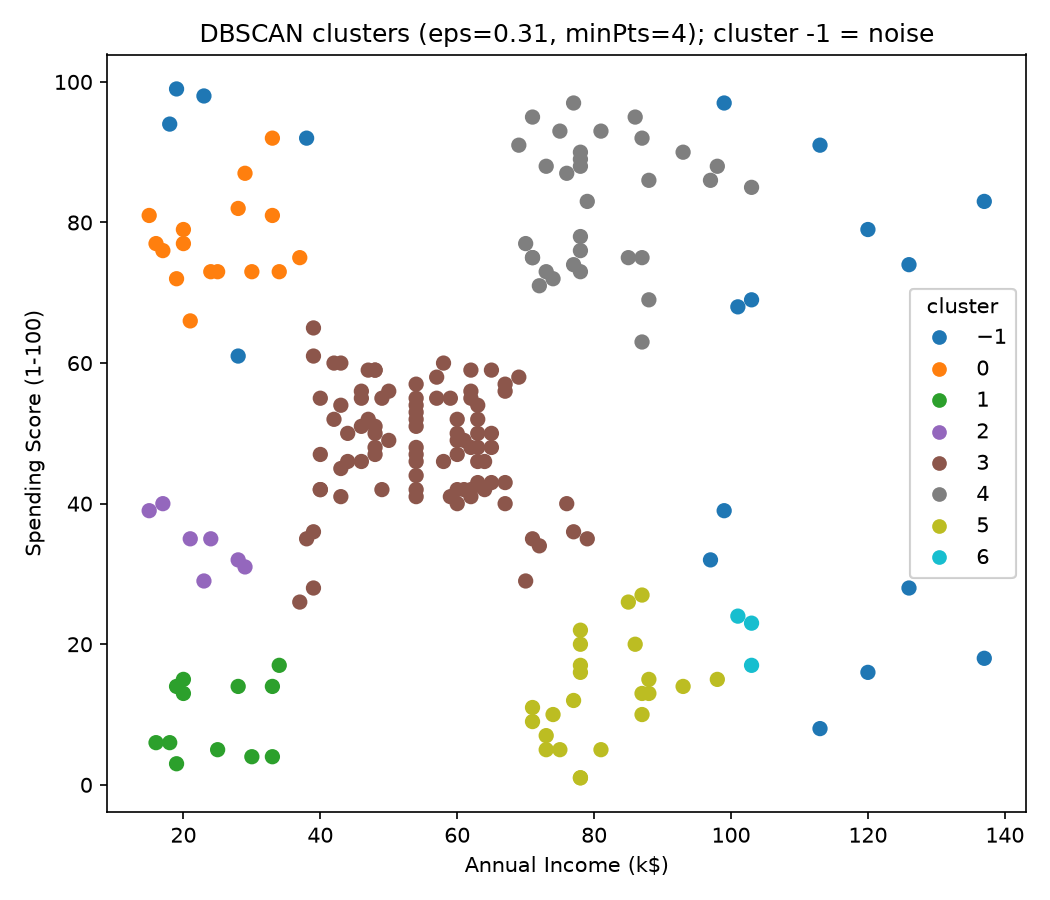 DBSCAN clusters (eps=0.31, minPts=4); cluster -1 = noise
100
80
60
40
20
0
Spending Score (1-100)
cluster
−1
0
1
2
3
4
5
6
20 40 60 80 100 120 140
Annual Income (k$)